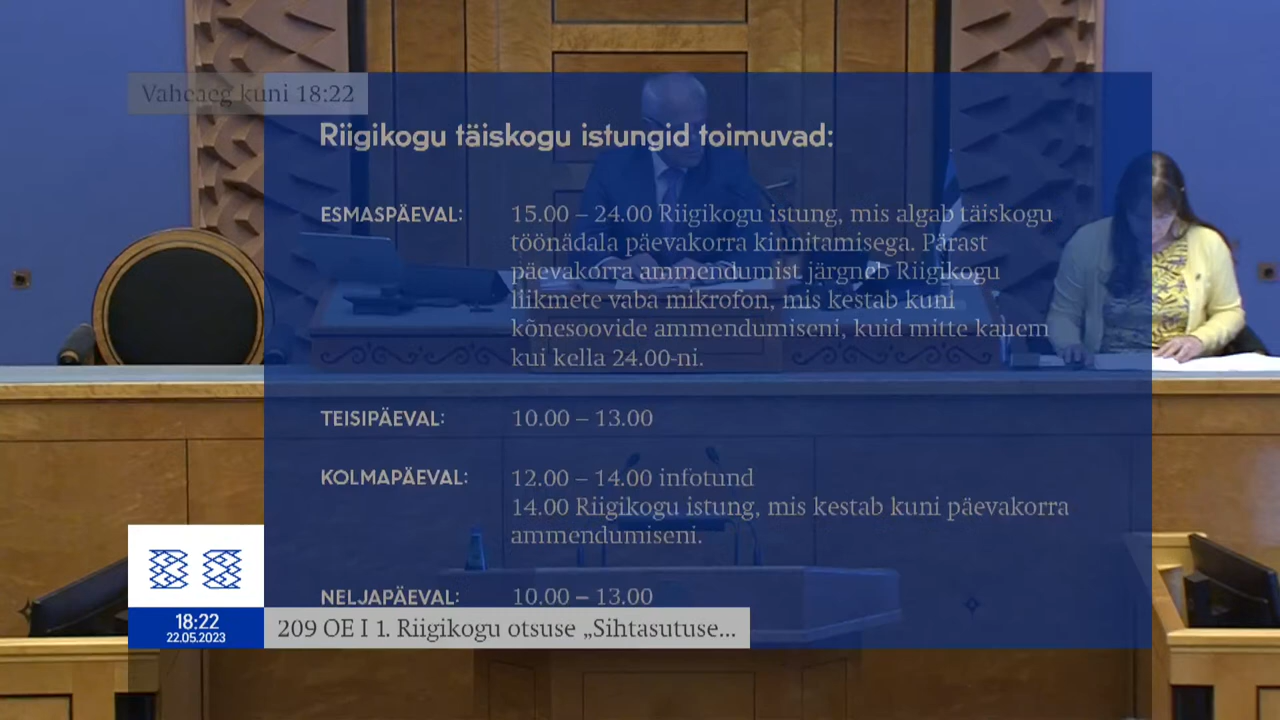 Vaheaeg kuni 18:22
Riigikogu täiskogu istungid toimuvad:
ESMASPÄEVAL: 15.00 – 24.00 Riigikogu istung, mis algab täiskogu
töönädala päevakorra kinnitamisega. Pärast
päevakorra ammendumist järgneb Riigikogu
liikmete vaba mikrofon, mis kestab kuni
kõnesoovide ammendumiseni, kuid mitte kauem
kui kella 24.00-ni.
TEISIPÄEVAL: 10.00 – 13.00
KOLMAPÄEVAL: 12.00 – 14.00 infotund
14.00 Riigikogu istung, mis kestab kuni päevakorra
ammendumiseni.
NELJAPÄEVAL: 10.00 – 13.00
18:22
22.05.2023
209 OE I 1. Riigikogu otsuse „Sihtasutuse...